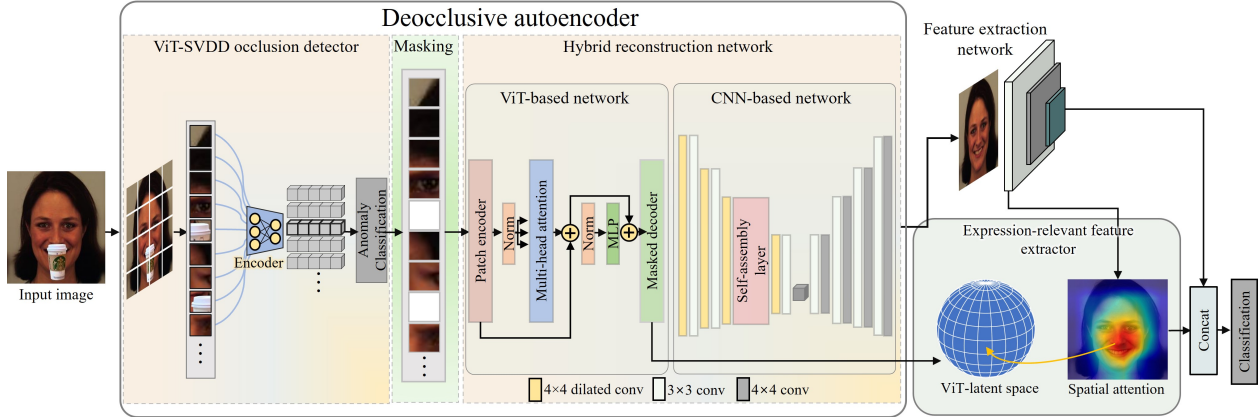 Deocclusive autoencoder
ViT-SVDD occlusion detector
Masking
Hybrid reconstruction network
Feature extraction
network
ViT-based network
CNN-based network
Input image
Encoder
Anomaly
Classification
Patch encoder
Norm
Multi-head attention
Norm
MLP
Masked decoder
Self-assembly
layer
4×4 dilated conv
3×3 conv
4×4 conv
Expression-relevant feature
extractor
ViT-latent space
Spatial attention
Concat
Classification